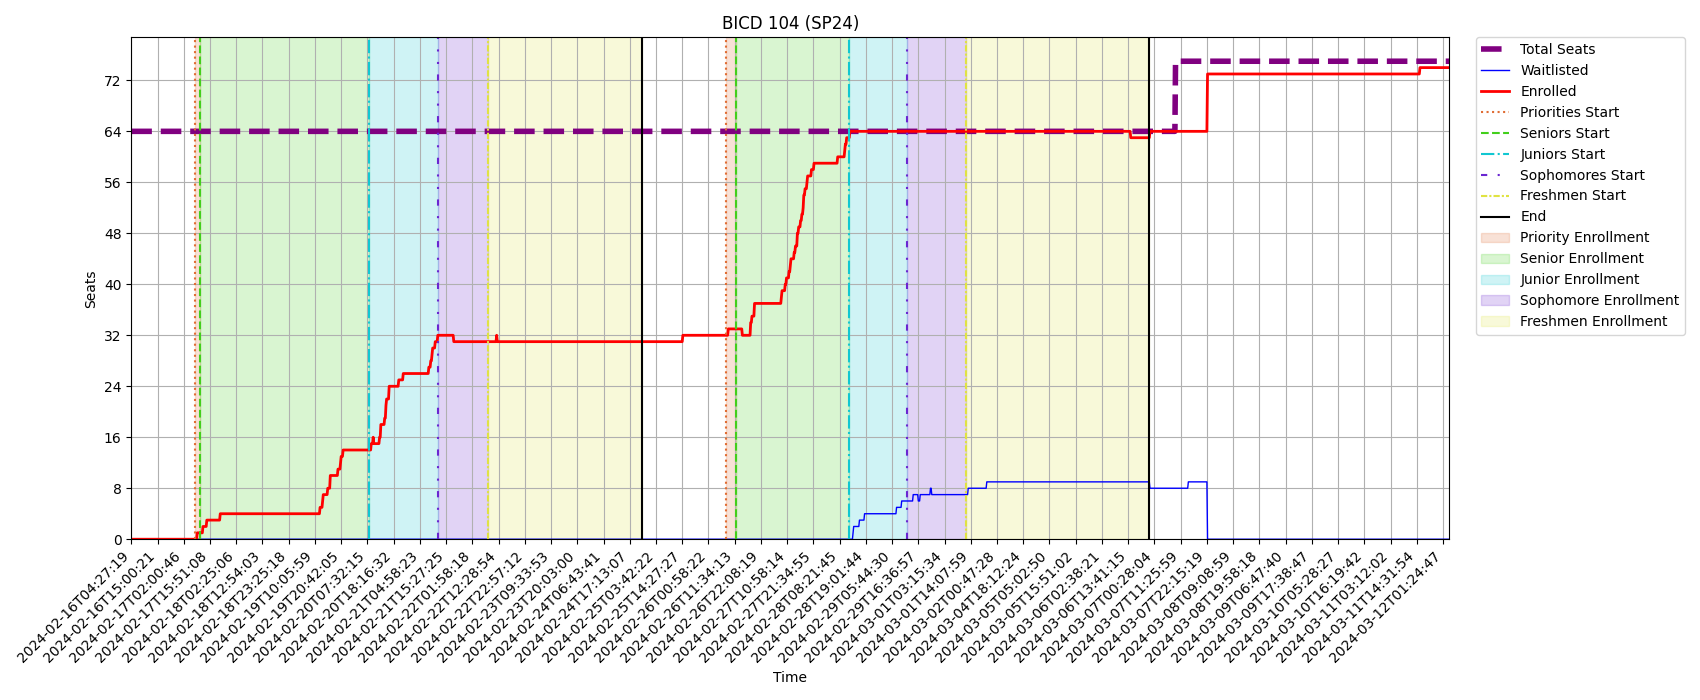 BICD 104 (SP24)
Total Seats
Waitlisted
Enrolled
Priorities Start
Seniors Start
Juniors Start
Sophomores Start
Freshmen Start
End
Priority Enrollment
Senior Enrollment
Junior Enrollment
Sophomore Enrollment
Freshmen Enrollment
Seats
72
64
56
48
40
32
24
16
8
0
2024-02-16T04:27:19
2024-02-16T15:00:21
2024-02-17T02:00:46
2024-02-17T15:51:08
2024-02-18T02:25:06
2024-02-18T12:54:03
2024-02-18T23:25:18
2024-02-19T10:05:59
2024-02-19T20:42:05
2024-02-20T07:32:15
2024-02-20T18:16:32
2024-02-21T04:58:23
2024-02-21T15:27:25
2024-02-22T01:58:18
2024-02-22T12:28:54
2024-02-22T22:57:12
2024-02-23T09:33:53
2024-02-23T20:03:00
2024-02-24T06:43:41
2024-02-24T17:13:07
2024-02-25T03:42:22
2024-02-25T14:27:27
2024-02-26T00:58:22
2024-02-26T11:34:13
2024-02-26T22:08:19
2024-02-27T10:58:14
2024-02-27T21:34:55
2024-02-28T08:21:45
2024-02-28T19:01:44
2024-02-29T05:44:30
2024-02-29T16:36:57
2024-03-01T03:15:34
2024-03-01T14:07:59
2024-03-02T00:47:28
2024-03-04T18:12:24
2024-03-05T05:02:50
2024-03-05T15:51:02
2024-03-06T02:38:21
2024-03-06T13:41:15
2024-03-07T00:28:04
2024-03-07T11:25:59
2024-03-07T22:15:19
2024-03-08T09:08:59
2024-03-08T19:58:18
2024-03-09T06:47:40
2024-03-09T17:38:47
2024-03-10T05:28:27
2024-03-10T16:19:42
2024-03-11T03:12:02
2024-03-11T14:31:54
2024-03-12T01:24:47
Time